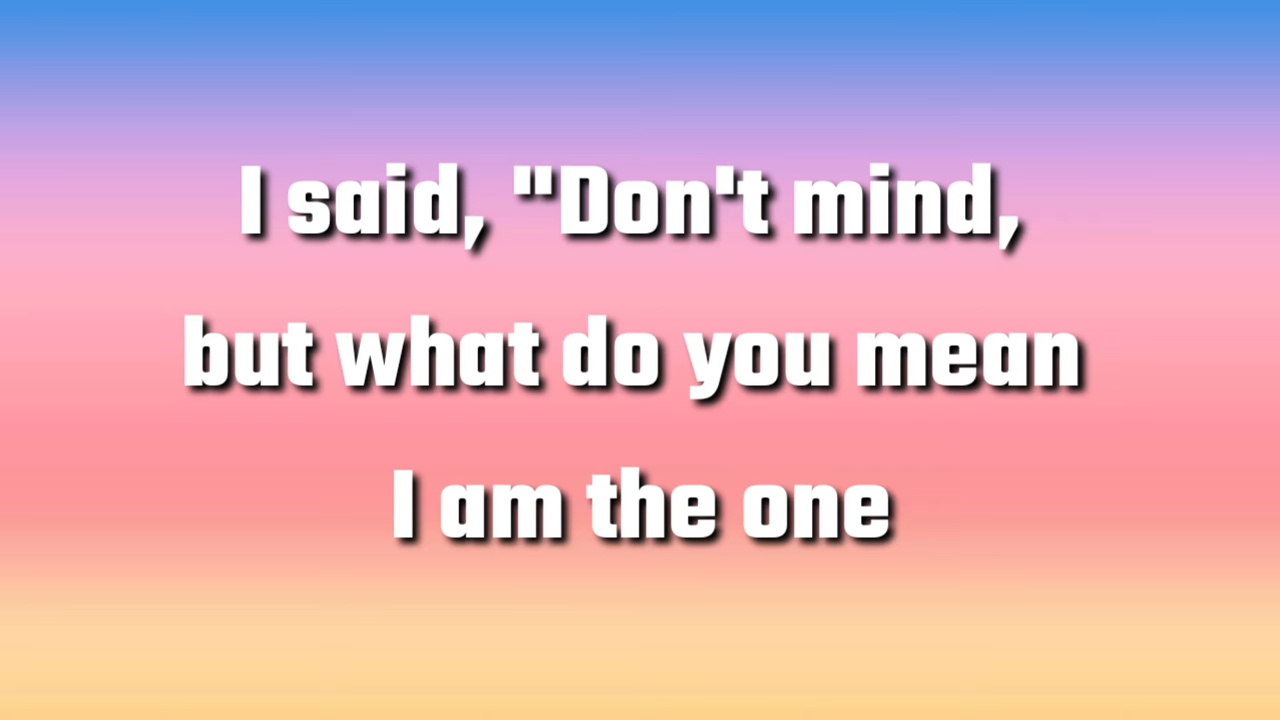 I said, "Don't mind,
but what do you mean
I am the one